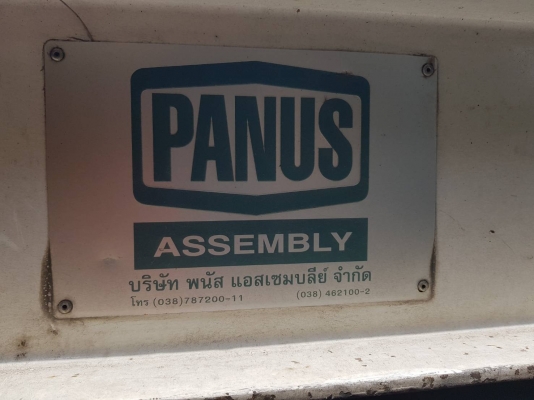 PANUS
ASSEMBLY
บริษัท พนัส แอสเซมบลีย์ จำกัด
โทร (038)787200-11 (038) 462100-2